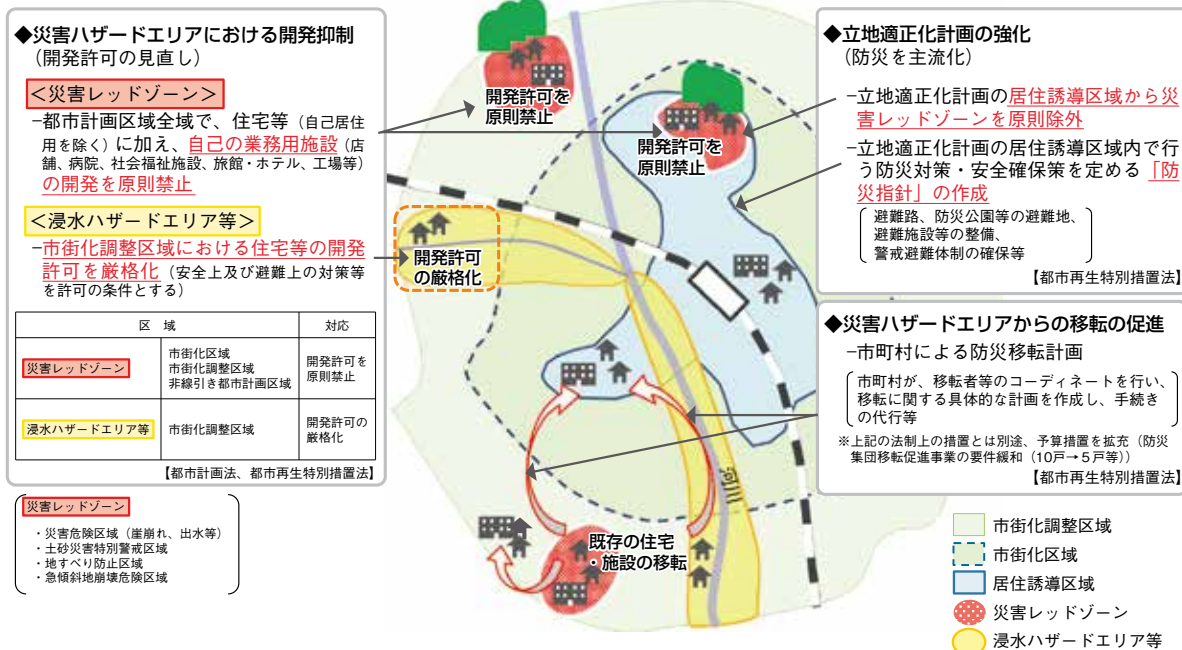 ◆災害ハザードエリアにおける開発抑制
（開発許可の見直し）
＜災害レッドゾーン＞
−都市計画区域全域で、住宅等（自己居住
用を除く）に加え、自己の業務用施設（店
舗、病院、社会福祉施設、旅館・ホテル、工場等）
の開発を原則禁止
＜浸水ハザードエリア等＞
−市街化調整区域における住宅等の開発
許可を厳格化（安全上及び避難上の対策等
を許可の条件とする）
区　域 対応
災害レッドゾーン
市街化区域
市街化調整区域
非線引き都市計画区域
開発許可を
原則禁止
浸水ハザードエリア等
市街化調整区域
開発許可の
厳格化
【都市計画法、都市再生特別措置法】
災害レッドゾーン
・災害危険区域（崖崩れ、出水等）
・土砂災害特別警戒区域
・地すべり防止区域
・急傾斜地崩壊危険区域
開発許可を
原則禁止
開発許可を
原則禁止
開発許可
の厳格化
既存の住宅
・施設の移転
河川
◆立地適正化計画の強化
（防災を主流化）
−立地適正化計画の居住誘導区域から災
害レッドゾーンを原則除外
−立地適正化計画の居住誘導区域内で行
う防災対策・安全確保策を定める「防
災指針」の作成
避難路、防災公園等の避難地、
避難施設等の整備、
警戒避難体制の確保等
【都市再生特別措置法】
◆災害ハザードエリアからの移転の促進
−市町村による防災移転計画
市町村が、移転者等のコーディネートを行い、
移転に関する具体的な計画を作成し、手続き
の代行等
※上記の法制上の措置とは別途、予算措置を拡充（防災
集団移転促進事業の要件緩和（10戸→５戸等））
【都市再生特別措置法】
市街化調整区域
市街化区域
居住誘導区域
災害レッドゾーン
浸水ハザードエリア等